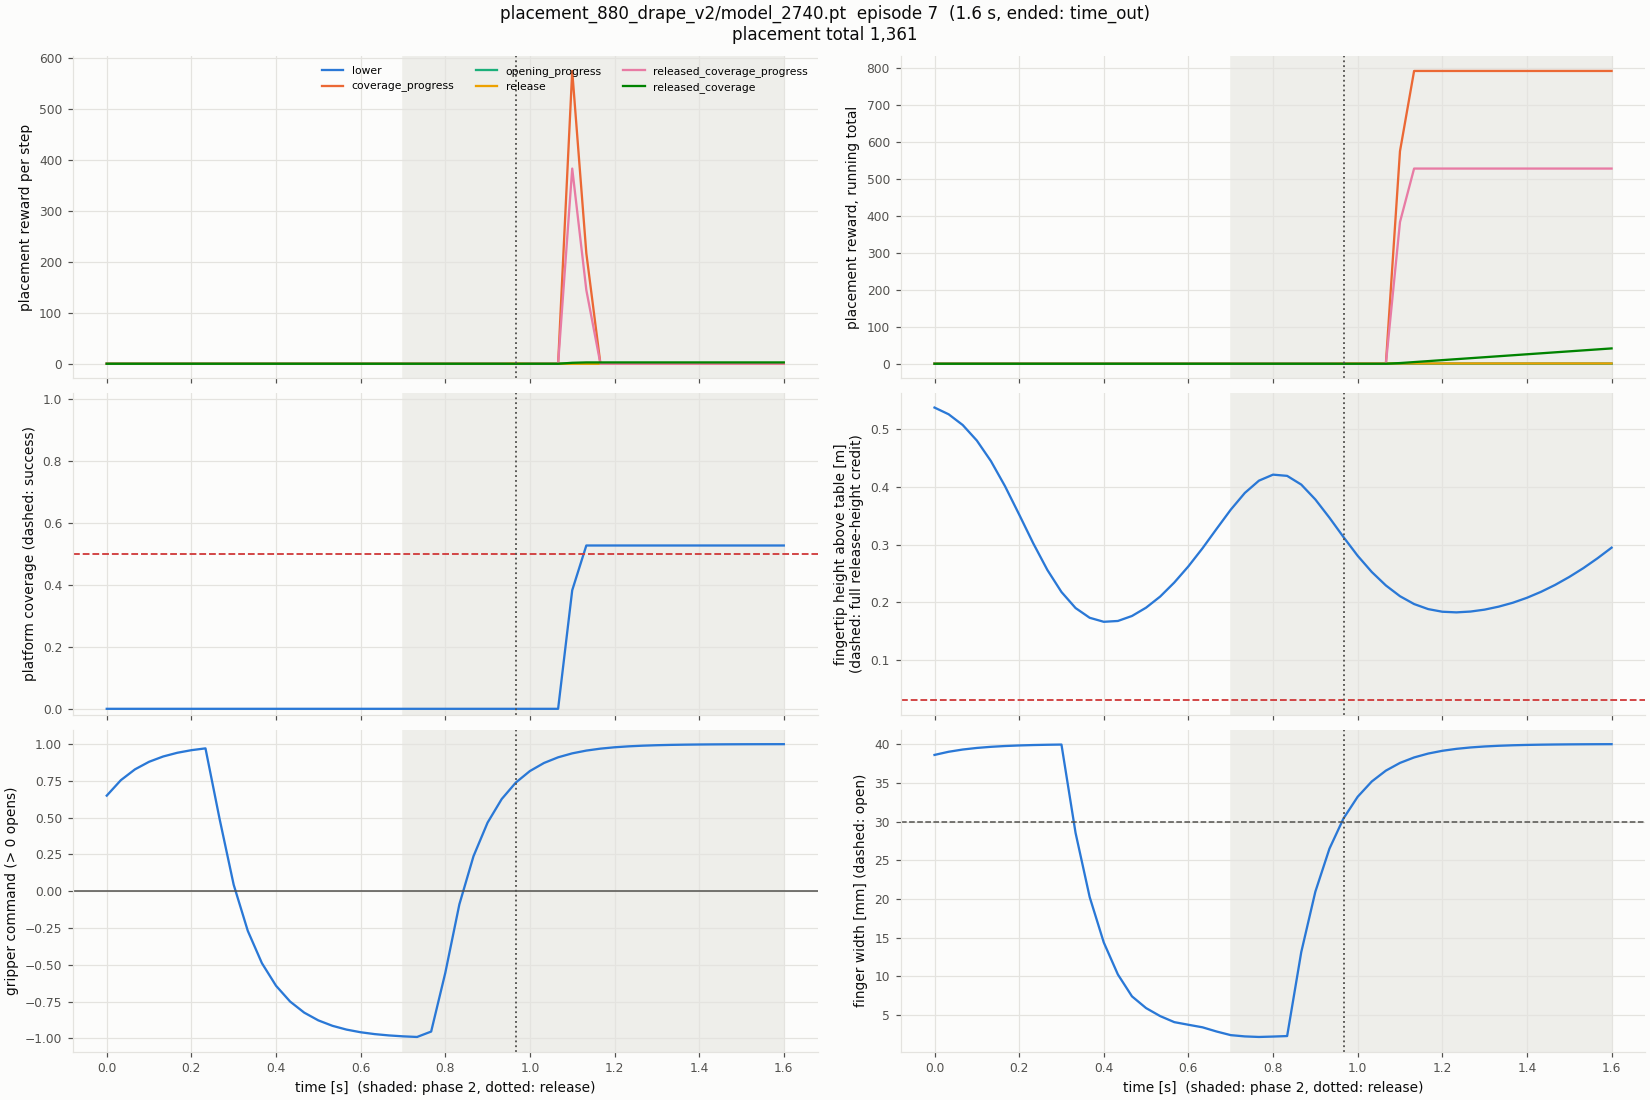 placement_880_drape_v2/model_2740.pt  episode 7  (1.6 s, ended: time_out)
placement total 1,361
placement reward per step
600
500
400
300
200
100
0
lower
coverage_progress
opening_progress
release
released_coverage_progress
released_coverage
placement reward, running total
800
700
600
500
400
300
200
100
0
platform coverage (dashed: success)
1.0
0.8
0.6
0.4
0.2
0.0
fingertip height above table [m]
(dashed: full release-height credit)
0.5
0.4
0.3
0.2
0.1
gripper command (> 0 opens)
1.00
0.75
0.50
0.25
0.00
−0.25
−0.50
−0.75
−1.00
0.0 0.2 0.4 0.6 0.8 1.0 1.2 1.4 1.6
time [s]  (shaded: phase 2, dotted: release)
finger width [mm] (dashed: open)
40
35
30
25
20
15
10
5
0.0 0.2 0.4 0.6 0.8 1.0 1.2 1.4 1.6
time [s]  (shaded: phase 2, dotted: release)